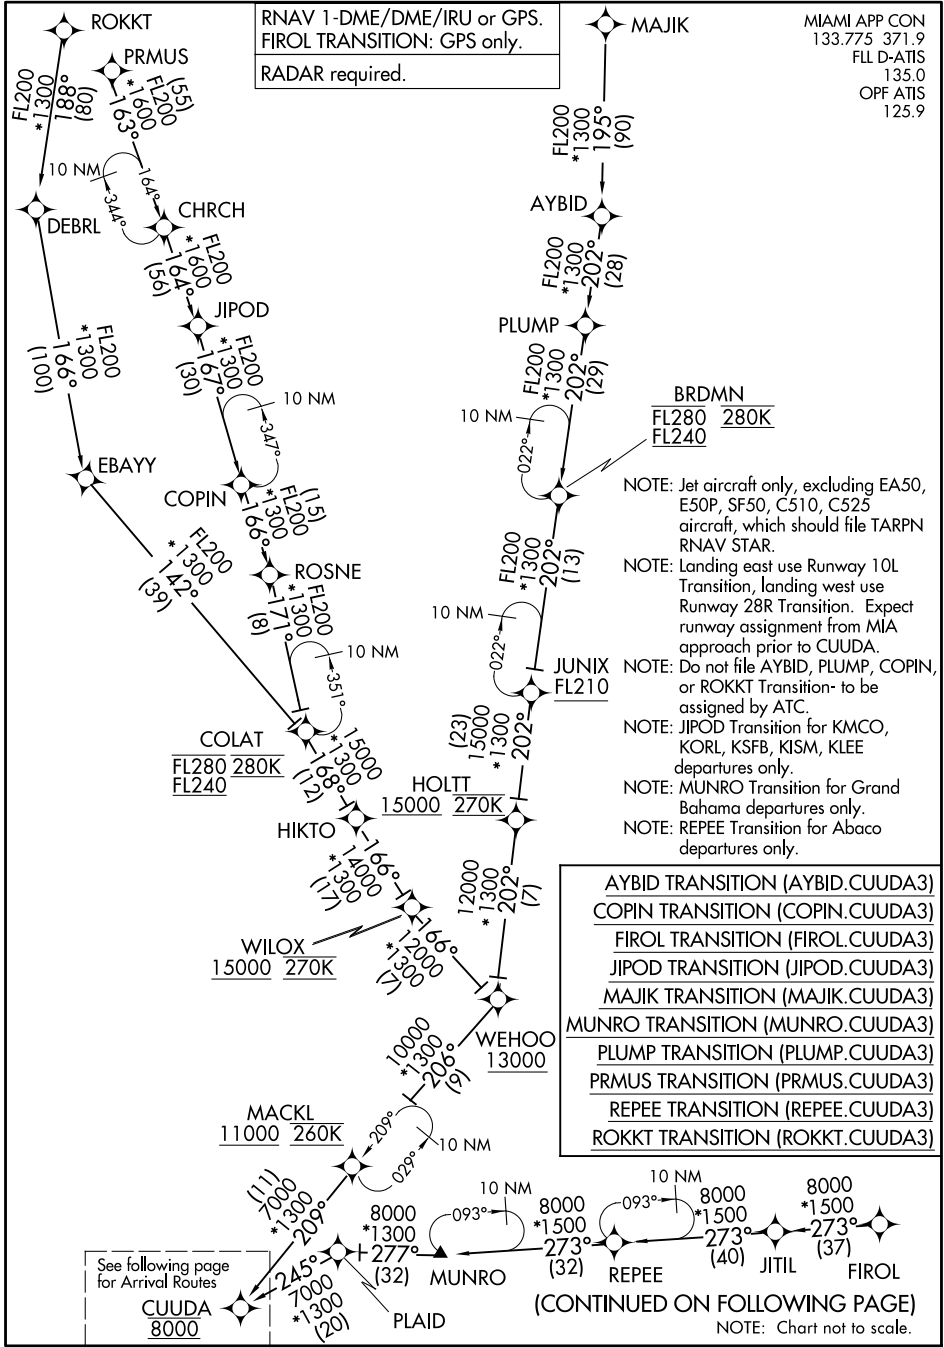 ROKKT
PRMUS
RNAV 1-DME/DME/IRU or GPS.
FIROL TRANSITION: GPS only.
RADAR required.
MAJIK
MIAMI APP CON
133.775 371.9
FLL D-ATIS
135.0
OPF ATIS
125.9
FL200
*1300
188°
(80)
(55)
FL200
*1600
163°
FL200
*1300
195°
(90)
10 NM
164°
344°
DEBRL
CHRCH
AYBID
FL200
*1600
164°
(56)
FL200
*1300
202°
(28)
JIPOD
PLUMP
FL200
*1300
166°
(100)
FL200
*1300
167°
(30)
FL200
*1300
202°
(29)
10 NM
347°
10 NM
022°
BRDMN
FL280 280K
FL240
EBAYY
COPIN
(15)
FL200
*1300
166°
NOTE: Jet aircraft only, excluding EA50,
E50P, SF50, C510, C525
aircraft, which should file TARPN
RNAV STAR.
FL200
*1300
142°
(39)
ROSNE
FL200
*1300
171°
(8)
FL200
*1300
202°
(13)
NOTE: Landing east use Runway 10L
Transition, landing west use
Runway 28R Transition. Expect
runway assignment from MIA
approach prior to CUUDA.
10 NM
351°
10 NM
022°
JUNIX
FL210
NOTE: Do not file AYBID, PLUMP, COPIN,
or ROKKT Transition- to be
assigned by ATC.
COLAT
FL280 280K
FL240
15000
*1300
168°
(12)
(23)
15000
*1300
202°
NOTE: JIPOD Transition for KMCO,
KORL, KSFB, KISM, KLEE
departures only.
HOLTT
15000 270K
NOTE: MUNRO Transition for Grand
Bahama departures only.
NOTE: REPEE Transition for Abaco
departures only.
HIKTO
166°
14000
*1300
(17)
12000
*1300
202°
(7)
WILOX
15000 270K
166°
12000
*1300
(7)
AYBID TRANSITION (AYBID.CUUDA3)
COPIN TRANSITION (COPIN.CUUDA3)
FIROL TRANSITION (FIROL.CUUDA3)
JIPOD TRANSITION (JIPOD.CUUDA3)
MAJIK TRANSITION (MAJIK.CUUDA3)
MUNRO TRANSITION (MUNRO.CUUDA3)
PLUMP TRANSITION (PLUMP.CUUDA3)
PRMUS TRANSITION (PRMUS.CUUDA3)
REPEE TRANSITION (REPEE.CUUDA3)
ROKKT TRANSITION (ROKKT.CUUDA3)
WEHOO
13000
10000
*1300
206°
(9)
MACKL
11000 260K
209°
029°
10 NM
(11)
7000
*1300
209°
8000
*1300
277°
(32)
093°
10 NM
8000
*1500
273°
(32)
093°
10 NM
8000
*1500
273°
(40)
8000
*1500
273°
(37)
MUNRO
REPEE
JITIL
FIROL
See following page
for Arrival Routes
CUUDA
8000
245°
7000
*1300
(20)
PLAID
(CONTINUED ON FOLLOWING PAGE)
NOTE: Chart not to scale.